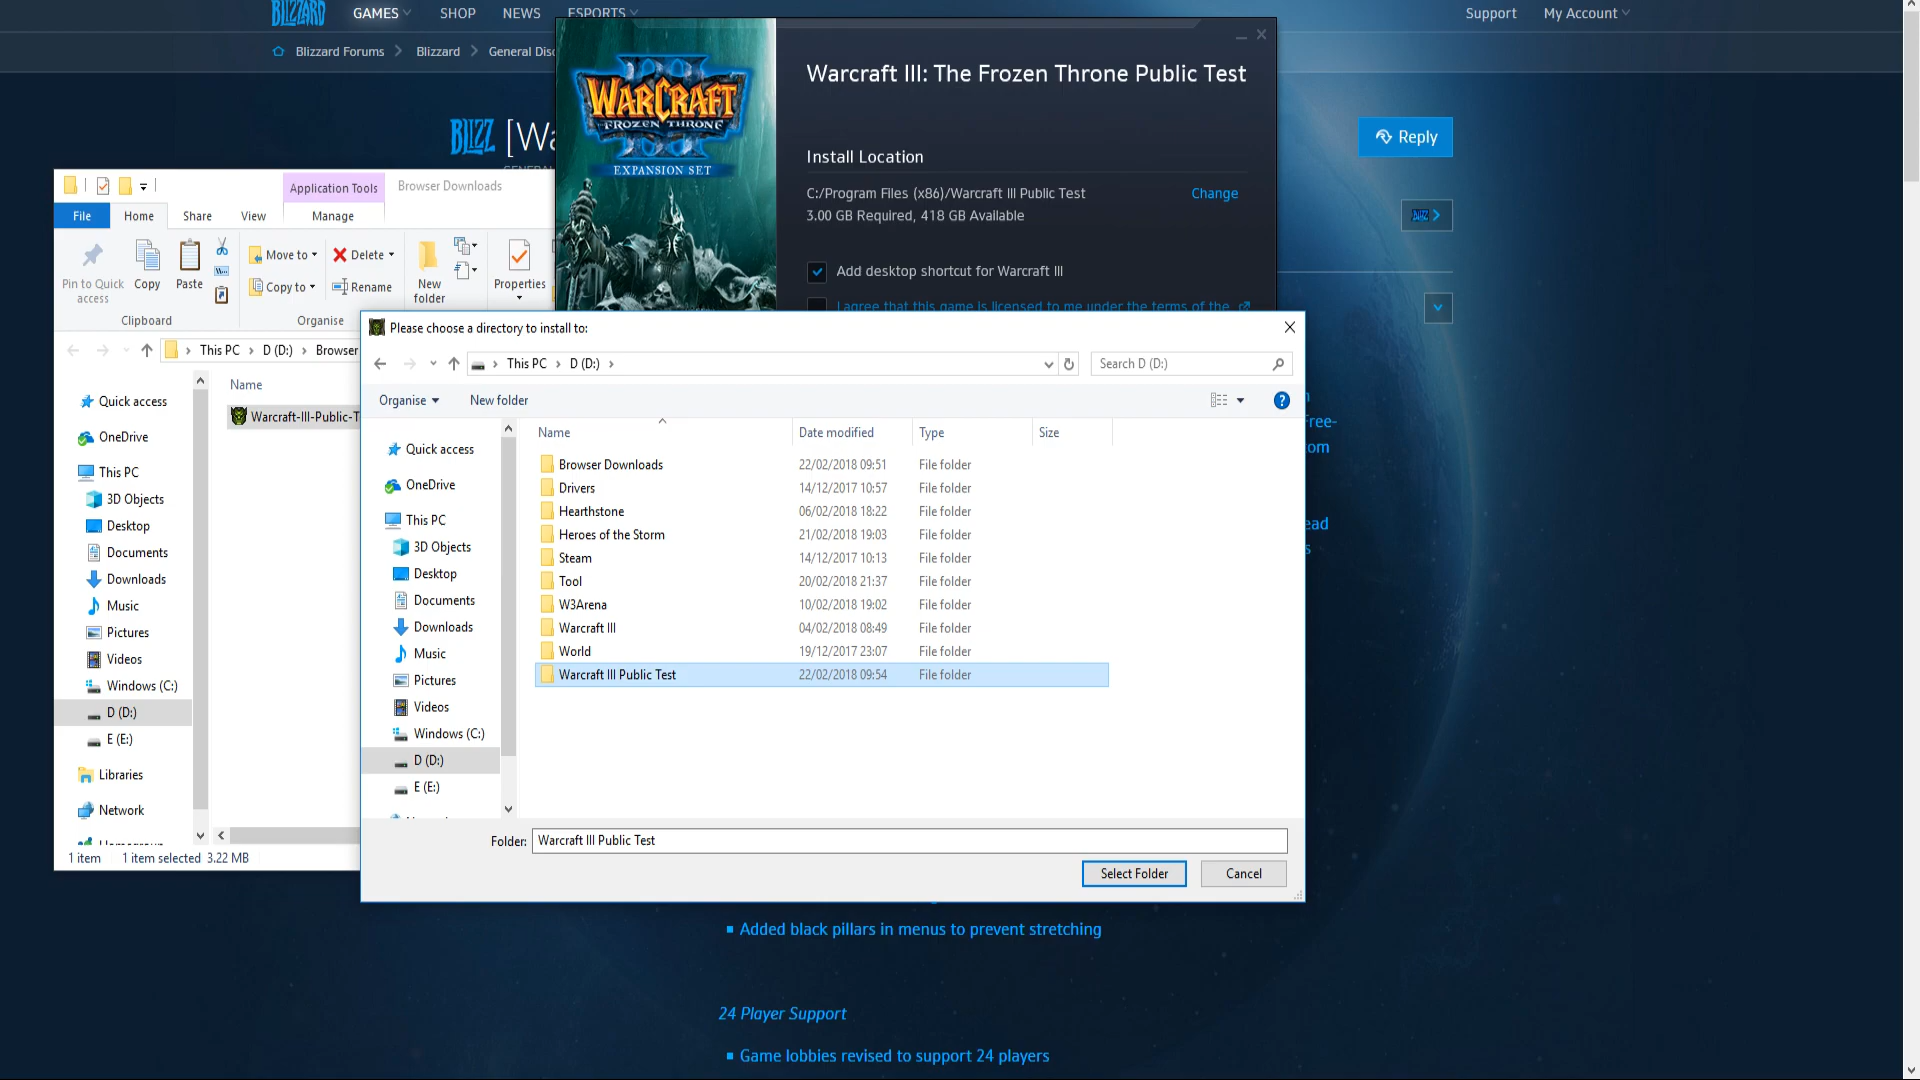 BLIZZARD GAMES SHOP NEWS ESPORTS Support My Account
Blizzard Forums Blizzard General Disc
BLIZZ [Wa
Reply
BLIZZ
Warcraft III: The Frozen Throne Public Test
WARCRAFT
III
FROZEN THRONE
EXPANSION SET
Install Location
C:/Program Files (x86)/Warcraft III Public Test Change
3.00 GB Required, 418 GB Available
Add desktop shortcut for Warcraft III
I agree that this game is licensed to me under the terms of the
Application Tools Browser Downloads
File Home Share View Manage
Pin to Quick access
Copy
Paste
Move to
Copy to
Delete
Rename
New folder
Properties
Clipboard Organise
This PC D (D:) Browser
Name
Warcraft-III-Public-T
Quick access
OneDrive
This PC
3D Objects
Desktop
Documents
Downloads
Music
Pictures
Videos
Windows (C:)
D (D:)
E (E:)
Libraries
Network
1 item 1 item selected 3.22 MB
Please choose a directory to install to:
This PC D (D:) Search D (D:)
Organise New folder
Quick access
OneDrive
This PC
3D Objects
Desktop
Documents
Downloads
Music
Pictures
Videos
Windows (C:)
D (D:)
E (E:)
Name Date modified Type Size
Browser Downloads 22/02/2018 09:51 File folder
Drivers 14/12/2017 10:57 File folder
Hearthstone 06/02/2018 18:22 File folder
Heroes of the Storm 21/02/2018 19:03 File folder
Steam 14/12/2017 10:13 File folder
Tool 20/02/2018 21:37 File folder
W3Arena 10/02/2018 19:02 File folder
Warcraft III 04/02/2018 08:49 File folder
World 19/12/2017 23:07 File folder
Warcraft III Public Test 22/02/2018 09:54 File folder
Folder: Warcraft III Public Test
Select Folder Cancel
Free-
om
ead
s
Added black pillars in menus to prevent stretching
24 Player Support
Game lobbies revised to support 24 players